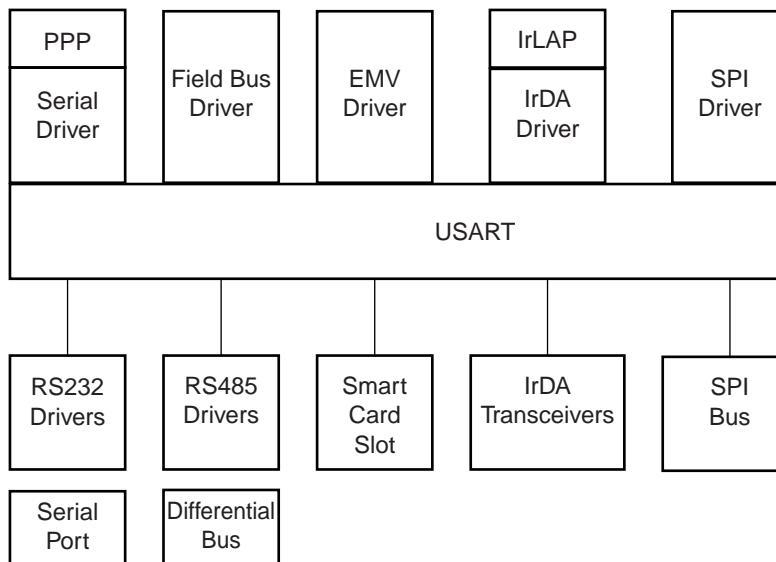 PPP
Serial
Driver
Field Bus
Driver
EMV
Driver
IrLAP
IrDA
Driver
SPI
Driver
USART
RS232
Drivers
RS485
Drivers
Smart
Card
Slot
IrDA
Transceivers
SPI
Bus
Serial
Port
Differential
Bus